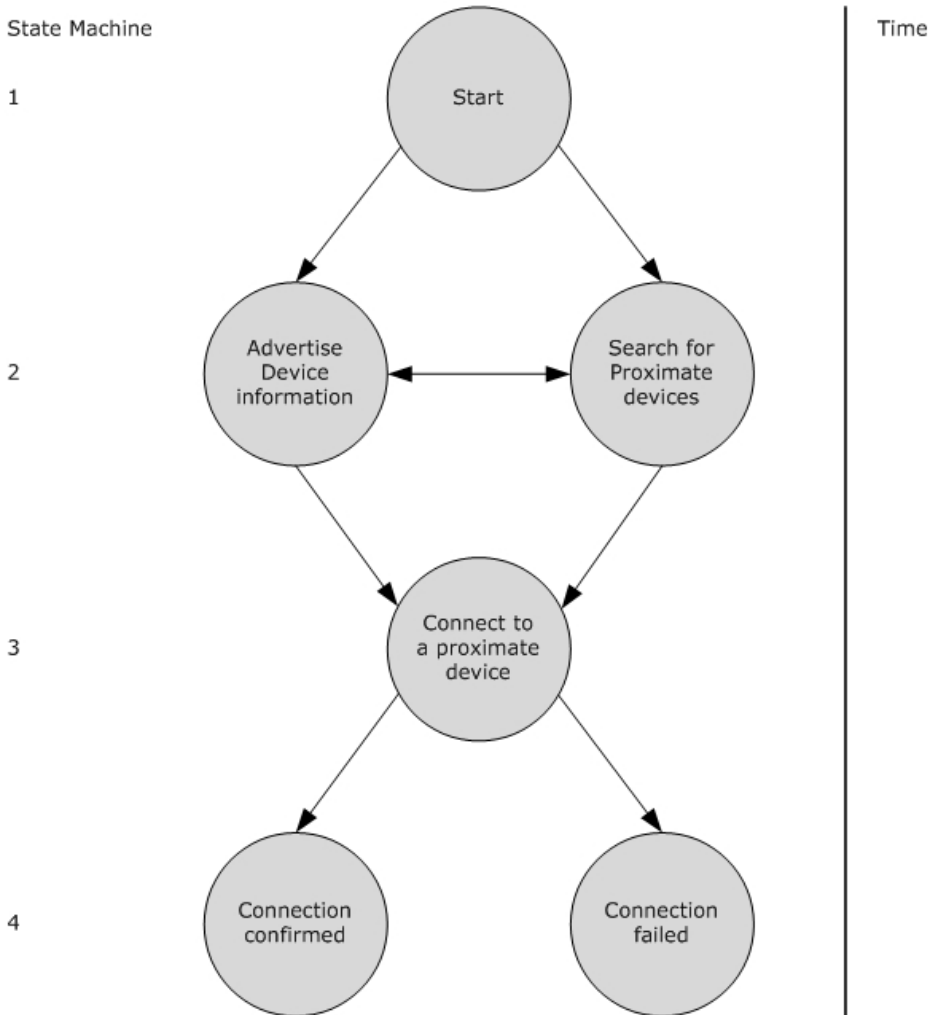 State Machine
Time
1
Start
2
Advertise
Device
information
Search for
Proximate
devices
3
Connect to
a proximate
device
4
Connection
confirmed
Connection
failed